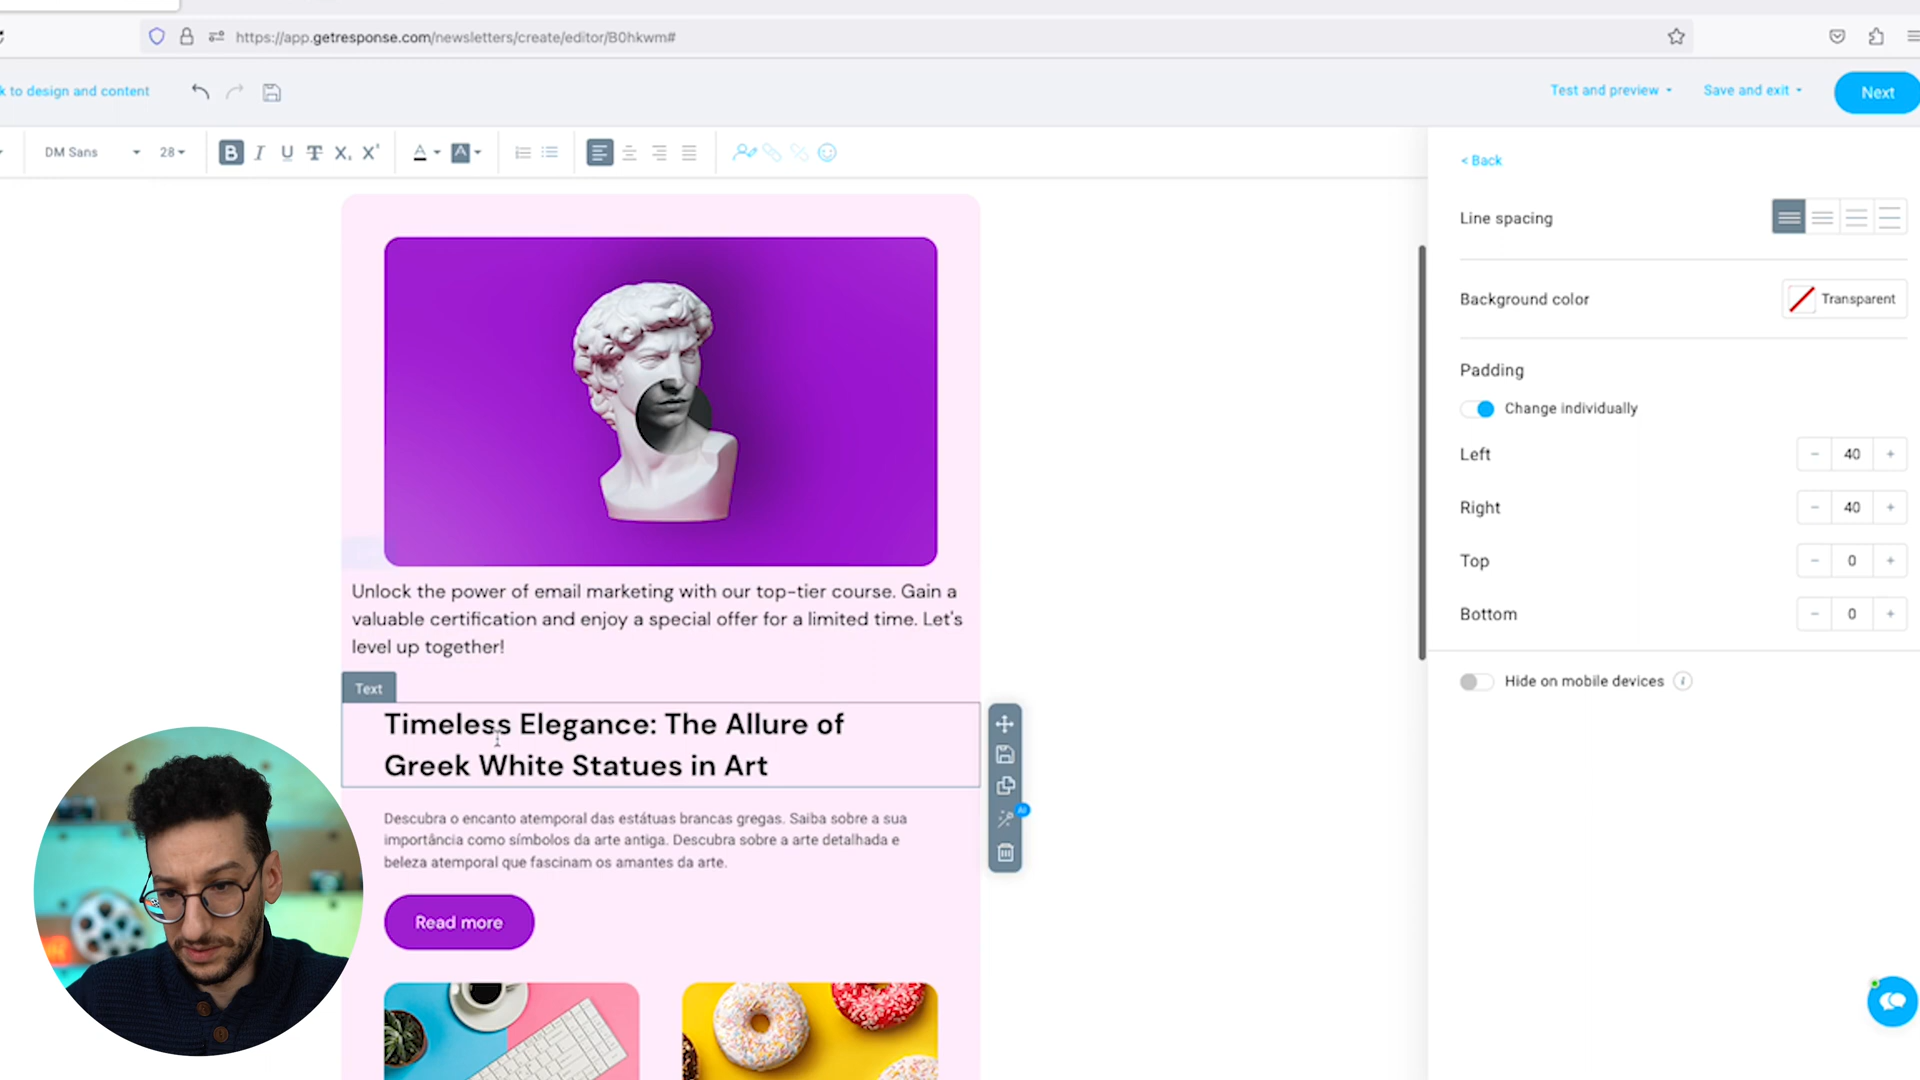 https://app.getresponse.com/newsletters/create/editor/B0hkwm#
k to design and content
Test and preview
Save and exit
Next
DM Sans
28
B I U T X, X'
A A
< Back
Line spacing
Background color
Transparent
Padding
Change individually
Left
- 40 +
Right
- 40 +
Top
- 0 +
Bottom
- 0 +
Hide on mobile devices i
Unlock the power of email marketing with our top-tier course. Gain a
valuable certification and enjoy a special offer for a limited time. Let's
level up together!
Text
Timeless Elegance: The Allure of
Greek White Statues in Art
AI
Descubra o encanto atemporal das estátuas brancas gregas. Saiba sobre a sua
importância como símbolos da arte antiga. Descubra sobre a arte detalhada e
beleza atemporal que fascinam os amantes da arte.
Read more